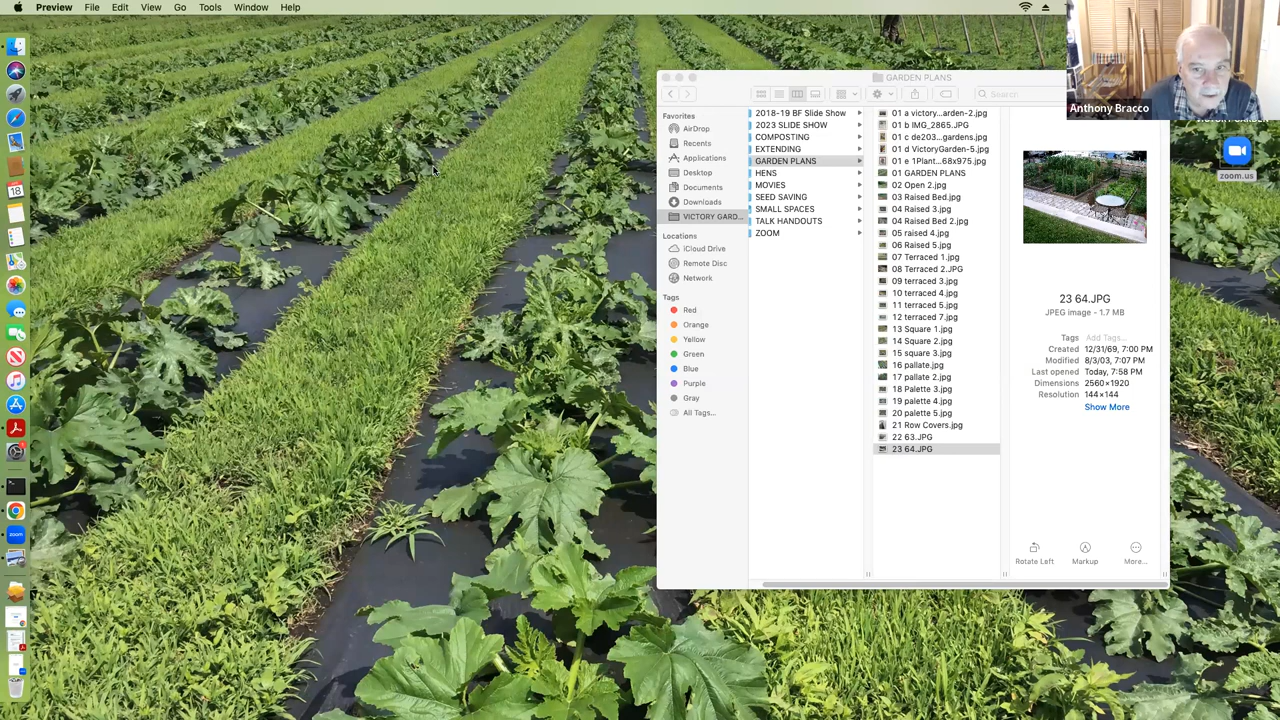 Preview File Edit View Go Tools Window Help
Anthony Bracco
GARDEN PLANS
Search
zoom.us
Favorites
AirDrop
Recents
Applications
Desktop
Documents
Downloads
VICTORY GARD...
Locations
iCloud Drive
Remote Disc
Network
Tags
Red
Orange
Yellow
Green
Blue
Purple
Gray
All Tags...
2018-19 BF Slide Show
2023 SLIDE SHOW
COMPOSTING
EXTENDING
GARDEN PLANS
HENS
MOVIES
SEED SAVING
SMALL SPACES
TALK HANDOUTS
ZOOM
01 a victory...arden-2.jpg
01 b IMG_2865.JPG
01 c de203...gardens.jpg
01 d VictoryGarden-5.jpg
01 e 1Plant...68x975.jpg
01 GARDEN PLANS
02 Open 2.jpg
03 Raised Bed.jpg
04 Raised 3.jpg
04 Raised Bed 2.jpg
05 raised 4.jpg
06 Raised 5.jpg
07 Terraced 1.jpg
08 Terraced 2.JPG
09 terraced 3.jpg
10 terraced 4.jpg
11 terraced 5.jpg
12 terraced 7.jpg
13 Square 1.jpg
14 Square 2.jpg
15 square 3.jpg
16 pallate.jpg
17 pallate 2.jpg
18 Palette 3.jpg
19 palette 4.jpg
20 palette 5.jpg
21 Row Covers.jpg
22 63.JPG
23 64.JPG
23 64.JPG
JPEG image - 1.7 MB
Tags Add Tags...
Created 12/31/69, 7:00 PM
Modified 8/3/03, 7:07 PM
Last opened Today, 7:58 PM
Dimensions 2560×1920
Resolution 144×144
Show More
Rotate Left
Markup
More...
18
zoom